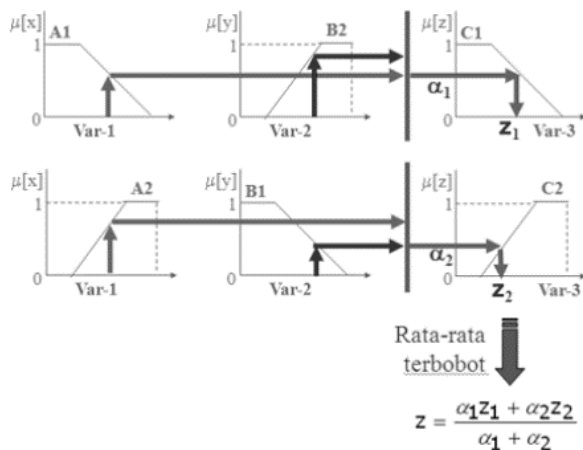 μ[x] A1 μ[y] B2 μ[z] C1
1 1 1
α₁
0 0 0
Var-1 Var-2 z₁ Var-3
μ[x] A2 μ[y] B1 μ[z] C2
1 1 1
α₂
0 0 0
Var-1 Var-2 z₂ Var-3
Rata-rata
terbobot
z = (α₁z₁ + α₂z₂) / (α₁ + α₂)